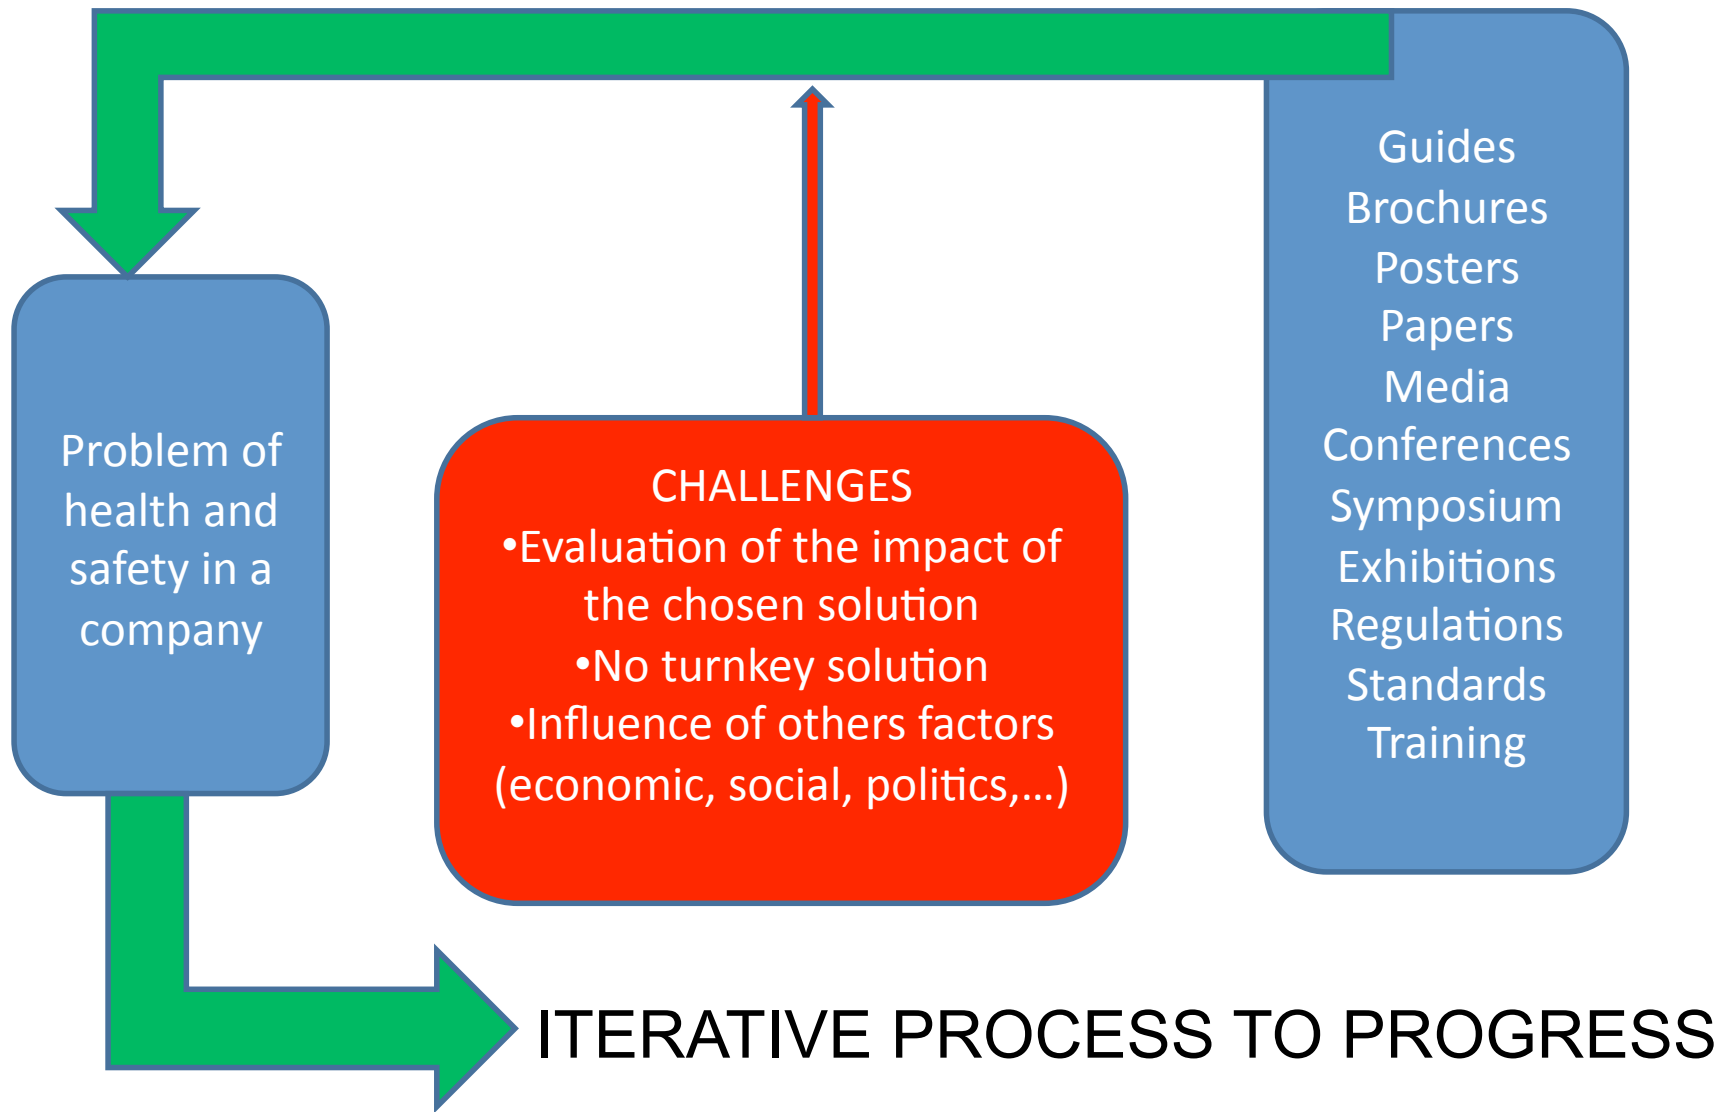 Problem of
health and
safety in a
company
CHALLENGES
•Evaluation of the impact of
the chosen solution
•No turnkey solution
•Influence of others factors
(economic, social, politics,…)
Guides
Brochures
Posters
Papers
Media
Conferences
Symposium
Exhibitions
Regulations
Standards
Training
ITERATIVE PROCESS TO PROGRESS